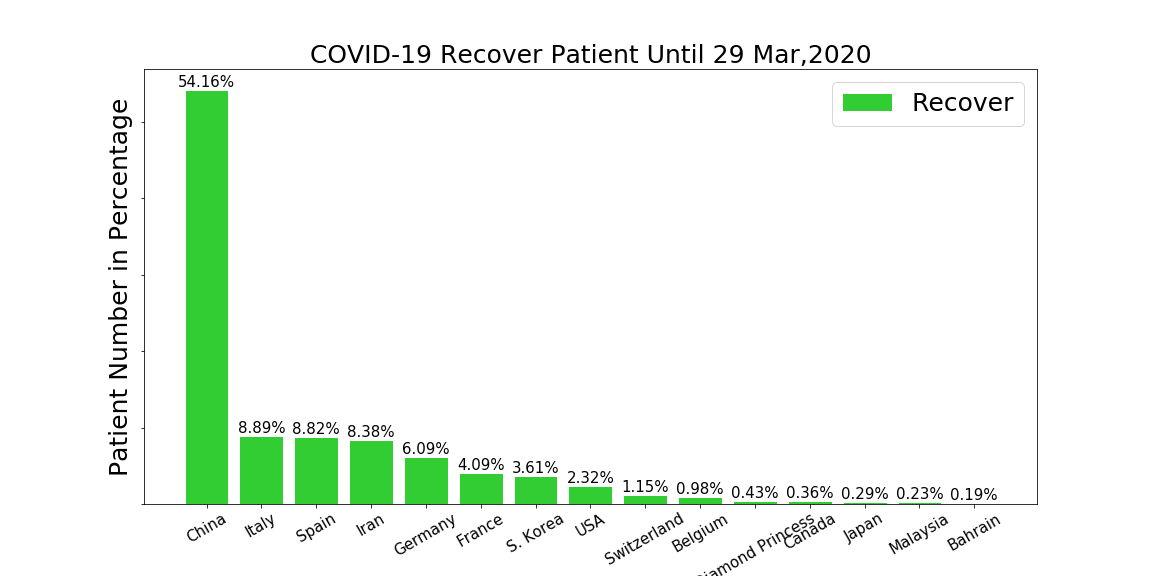 COVID-19 Recover Patient Until 29 Mar,2020
Recover
Patient Number in Percentage
54.16%
8.89%
8.82%
8.38%
6.09%
4.09%
3.61%
2.32%
1.15%
0.98%
0.43%
0.36%
0.29%
0.23%
0.19%
China
Italy
Spain
Iran
Germany
France
S. Korea
USA
Switzerland
Belgium
Princess
Canada
Japan
Malaysia
Bahrain